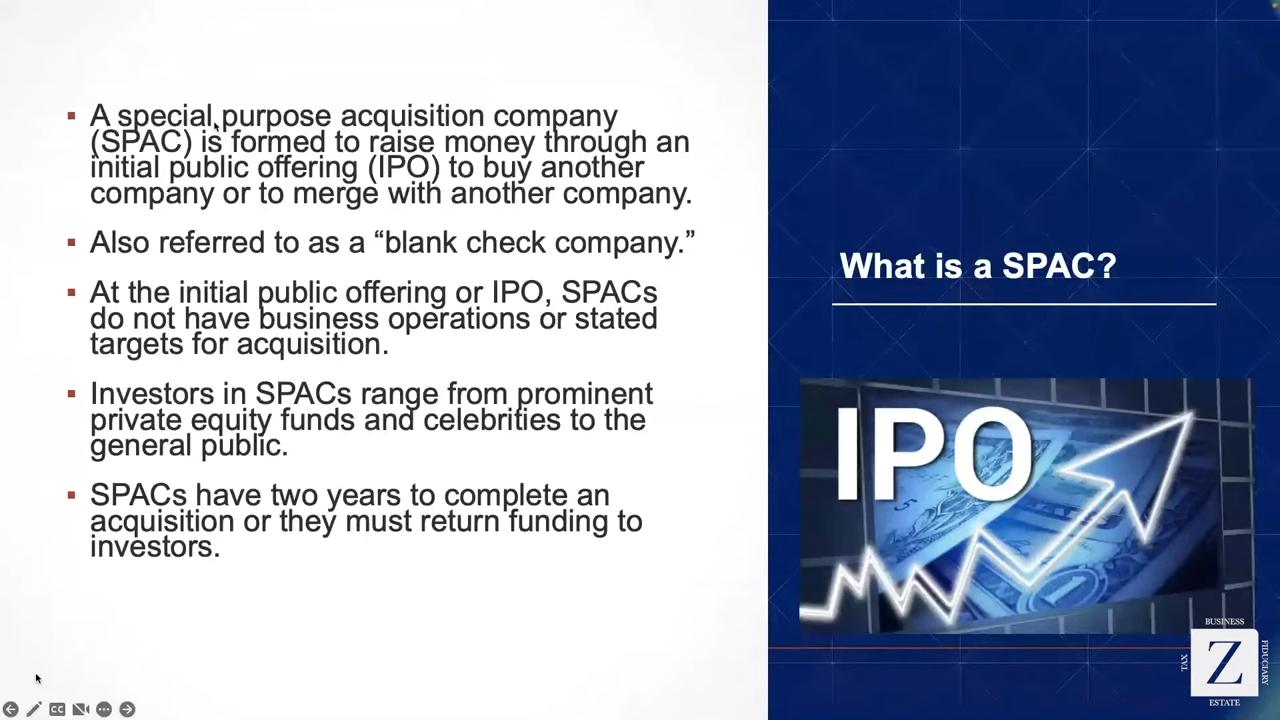 A special purpose acquisition company
(SPAC) is formed to raise money through an
initial public offering (IPO) to buy another
company or to merge with another company.
Also referred to as a “blank check company.”
At the initial public offering or IPO, SPACs
do not have business operations or stated
targets for acquisition.
Investors in SPACs range from prominent
private equity funds and celebrities to the
general public.
SPACs have two years to complete an
acquisition or they must return funding to
investors.
What is a SPAC?
IPO
BUSINESS
TAX
Z
FIDUCIARY
ESTATE
CC